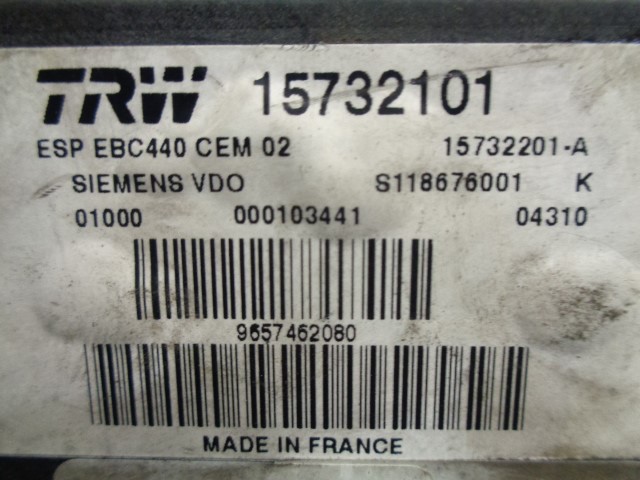 TRW 15732101
ESP EBC440 CEM 02 15732201-A
SIEMENS VDO S118676001 K
01000 000103441 04310
9657462080
MADE IN FRANCE